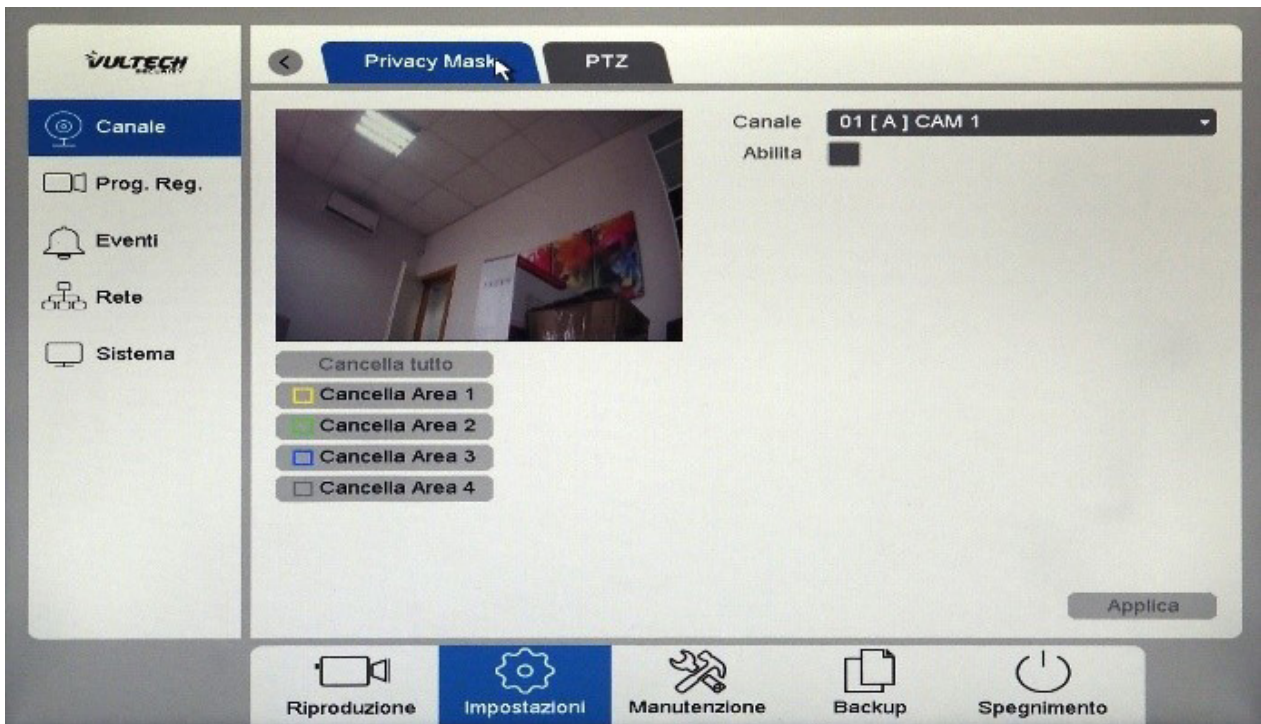 VULTECH
SECURITY
Privacy Mask
PTZ
Canale
Prog. Reg.
Eventi
Rete
Sistema
Canale
01 [ A ] CAM 1
Abilita
Cancella tutto
Cancella Area 1
Cancella Area 2
Cancella Area 3
Cancella Area 4
Applica
Riproduzione
Impostazioni
Manutenzione
Backup
Spegnimento